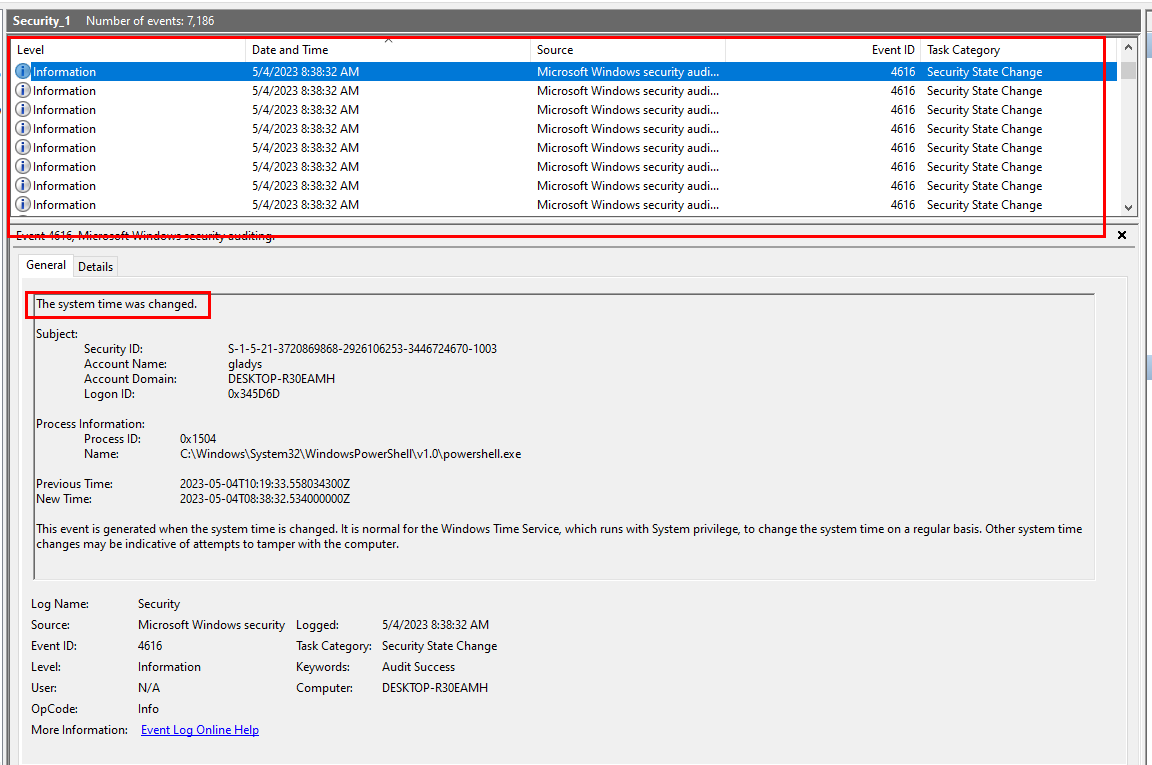 Security_1 Number of events: 7,186
Level Date and Time Source Event ID Task Category
Information 5/4/2023 8:38:32 AM Microsoft Windows security audi... 4616 Security State Change
Information 5/4/2023 8:38:32 AM Microsoft Windows security audi... 4616 Security State Change
Information 5/4/2023 8:38:32 AM Microsoft Windows security audi... 4616 Security State Change
Information 5/4/2023 8:38:32 AM Microsoft Windows security audi... 4616 Security State Change
Information 5/4/2023 8:38:32 AM Microsoft Windows security audi... 4616 Security State Change
Information 5/4/2023 8:38:32 AM Microsoft Windows security audi... 4616 Security State Change
Information 5/4/2023 8:38:32 AM Microsoft Windows security audi... 4616 Security State Change
Information 5/4/2023 8:38:32 AM Microsoft Windows security audi... 4616 Security State Change
Event 4616, Microsoft Windows security auditing.
General Details
The system time was changed.
Subject:
Security ID: S-1-5-21-3720869868-2926106253-3446724670-1003
Account Name: gladys
Account Domain: DESKTOP-R30EAMH
Logon ID: 0x345D6D
Process Information:
Process ID: 0x1504
Name: C:\Windows\System32\WindowsPowerShell\v1.0\powershell.exe
Previous Time: 2023-05-04T10:19:33.558034300Z
New Time: 2023-05-04T08:38:32.534000000Z
This event is generated when the system time is changed. It is normal for the Windows Time Service, which runs with System privilege, to change the system time on a regular basis. Other system time
changes may be indicative of attempts to tamper with the computer.
Log Name: Security
Source: Microsoft Windows security Logged: 5/4/2023 8:38:32 AM
Event ID: 4616 Task Category: Security State Change
Level: Information Keywords: Audit Success
User: N/A Computer: DESKTOP-R30EAMH
OpCode: Info
More Information: Event Log Online Help